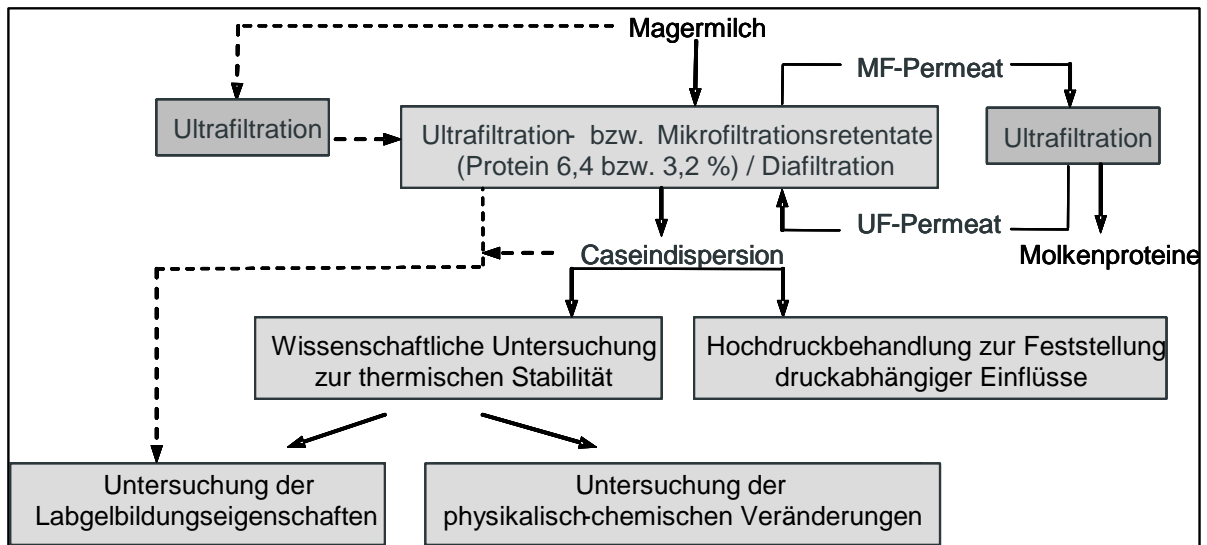 Magermilch
MF-Permeat
Ultrafiltration
Ultrafiltration- bzw. Mikrofiltrationsretentate
(Protein 6,4 bzw. 3,2 %) / Diafiltration
Ultrafiltration
UF-Permeat
Caseindispersion
Molkenproteine
Wissenschaftliche Untersuchung
zur thermischen Stabilität
Hochdruckbehandlung zur Feststellung
druckabhängiger Einflüsse
Untersuchung der
Labgelbildungseigenschaften
Untersuchung der
physikalisch-chemischen Veränderungen